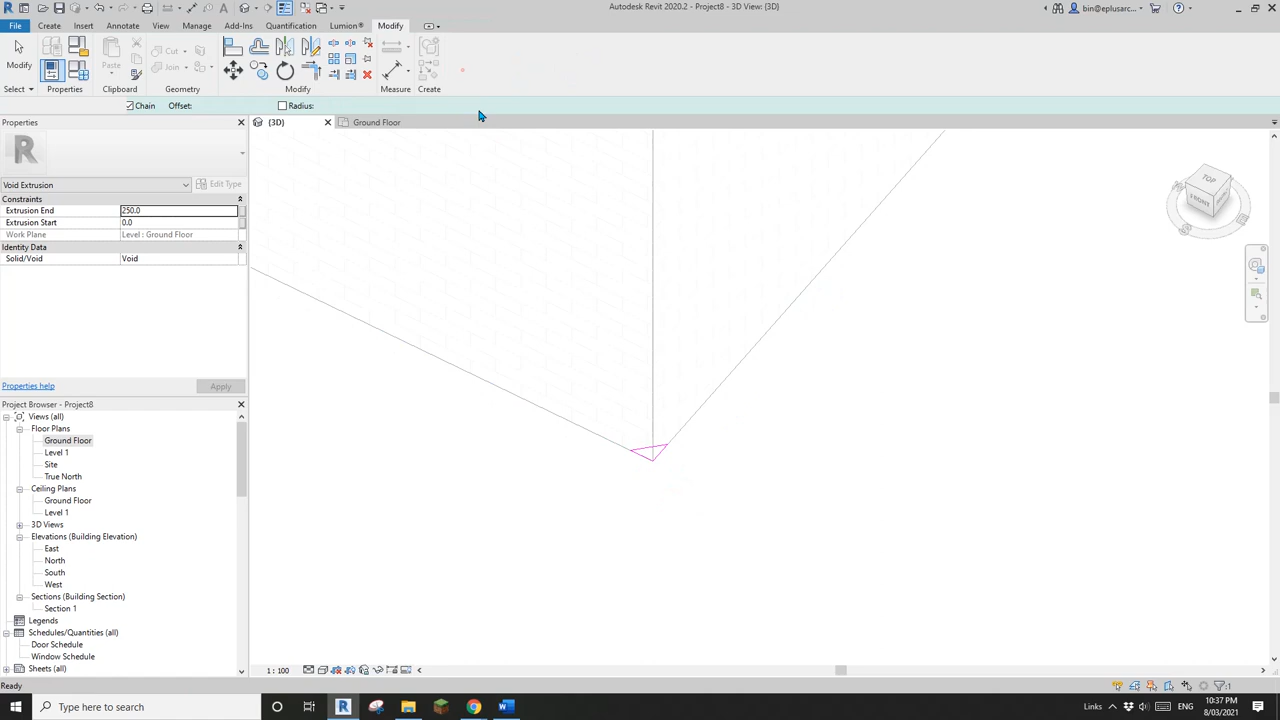 Autodesk Revit 2020.2 - Project8 - 3D View: {3D}
bin@eplusarc...
File Create Insert Annotate View Manage Add-Ins Quantification Lumion® Modify
Modify Paste Cut Join
Select Properties Clipboard Geometry Modify Measure Create
Chain Offset: Radius:
Properties {3D} Ground Floor
Void Extrusion Edit Type
Constraints
Extrusion End 250.0
Extrusion Start 0.0
Work Plane Level : Ground Floor
Identity Data
Solid/Void Void
TOP
FRONT
Properties help Apply
Project Browser - Project8
Views (all)
Floor Plans
Ground Floor
Level 1
Site
True North
Ceiling Plans
Ground Floor
Level 1
3D Views
Elevations (Building Elevation)
East
North
South
West
Sections (Building Section)
Section 1
Legends
Schedules/Quantities (all)
Door Schedule
Window Schedule
Sheets (all)
1 : 100
Ready :1
Type here to search Links ENG 10:37 PM
8/03/2021